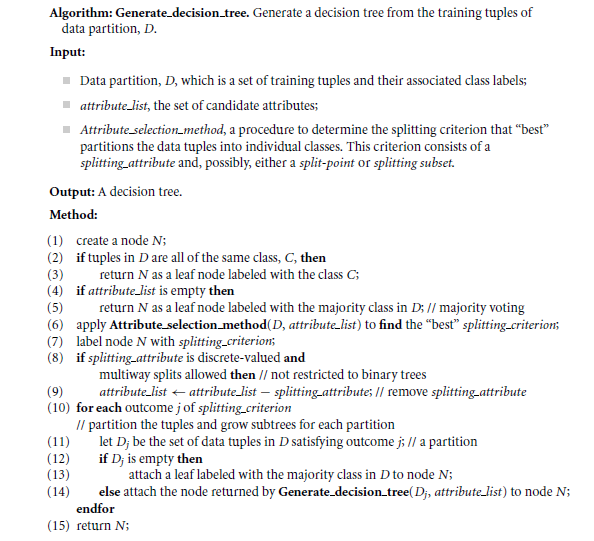 Algorithm: Generate_decision_tree. Generate a decision tree from the training tuples of
data partition, D.
Input:
Data partition, D, which is a set of training tuples and their associated class labels;
attribute_list, the set of candidate attributes;
Attribute_selection_method, a procedure to determine the splitting criterion that “best”
partitions the data tuples into individual classes. This criterion consists of a
splitting_attribute and, possibly, either a split-point or splitting subset.
Output: A decision tree.
Method:
(1) create a node N;
(2) if tuples in D are all of the same class, C, then
(3) return N as a leaf node labeled with the class C;
(4) if attribute_list is empty then
(5) return N as a leaf node labeled with the majority class in D; // majority voting
(6) apply Attribute_selection_method(D, attribute_list) to find the “best” splitting_criterion;
(7) label node N with splitting_criterion;
(8) if splitting_attribute is discrete-valued and
multiway splits allowed then // not restricted to binary trees
(9) attribute_list ← attribute_list − splitting_attribute; // remove splitting_attribute
(10) for each outcome j of splitting_criterion
// partition the tuples and grow subtrees for each partition
(11) let Dj be the set of data tuples in D satisfying outcome j; // a partition
(12) if Dj is empty then
(13) attach a leaf labeled with the majority class in D to node N;
(14) else attach the node returned by Generate_decision_tree(Dj, attribute_list) to node N;
endfor
(15) return N;